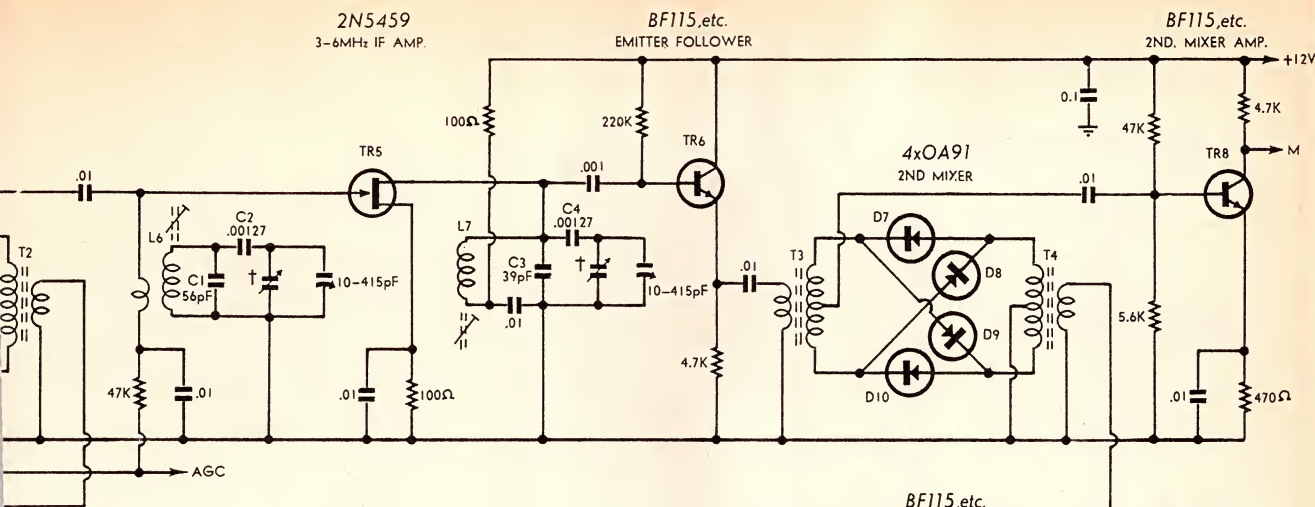 2N5459
3-6MHz IF AMP.
BF115,etc.
EMITTER FOLLOWER
BF115,etc.
2ND. MIXER AMP.
+12V
100Ω
220K
0.1
47K
4.7K
TR5
TR6
4xOA91
2ND MIXER
TR8
M
.01
.001
.01
L6
C2
.00127
L7
C4
.00127
D7
T2
C1
56pF
†
10-415pF
C3
39pF
†
10-415pF
.01
T3
D8
T4
.01
D9
5.6K
47K
.01
.01
100Ω
4.7K
D10
.01
470Ω
AGC
BF115,etc.